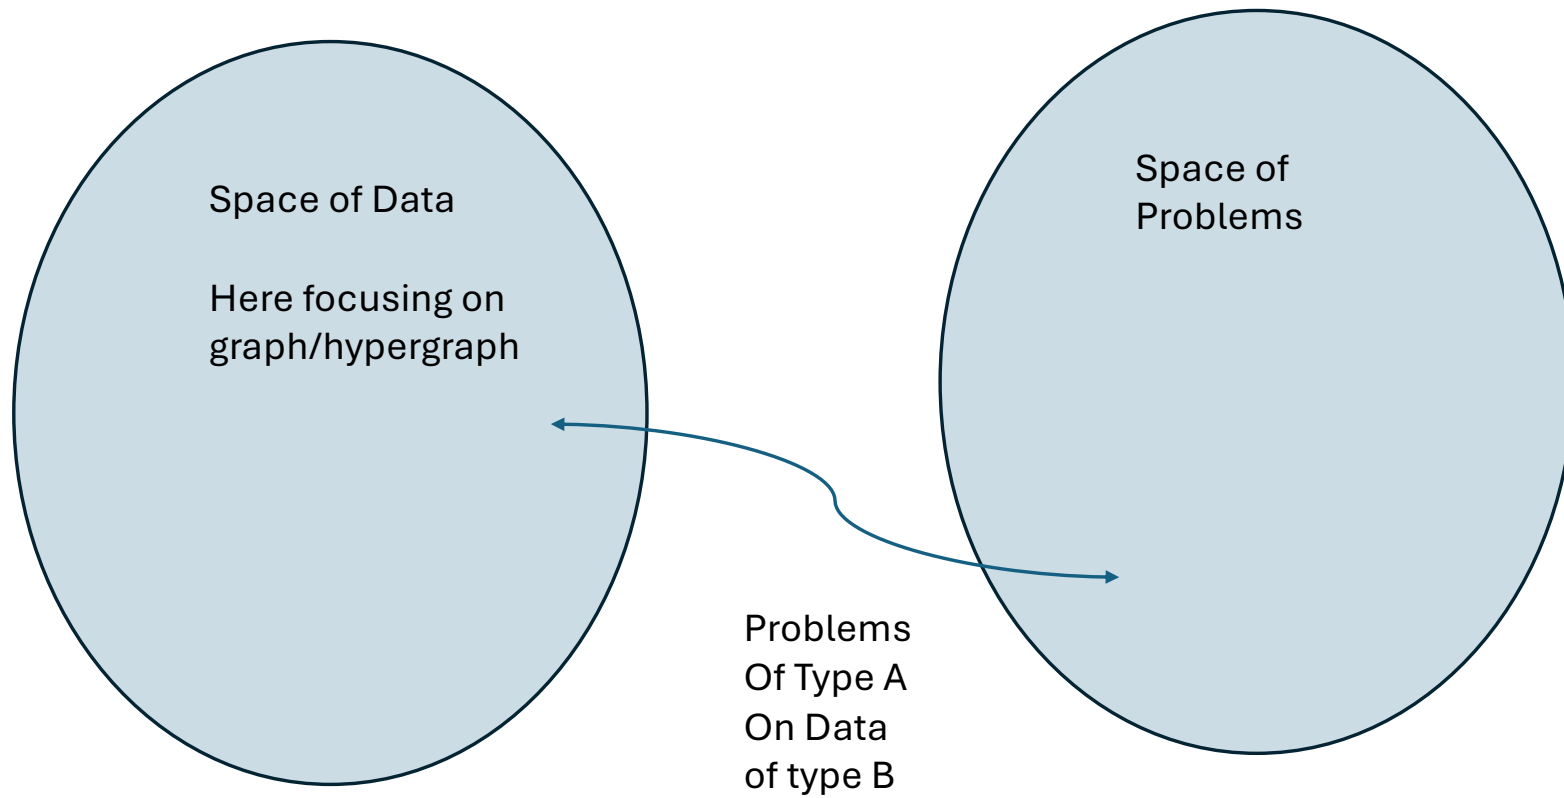 Space of Data
Here focusing on
graph/hypergraph
Space of
Problems
Problems
Of Type A
On Data
of type B